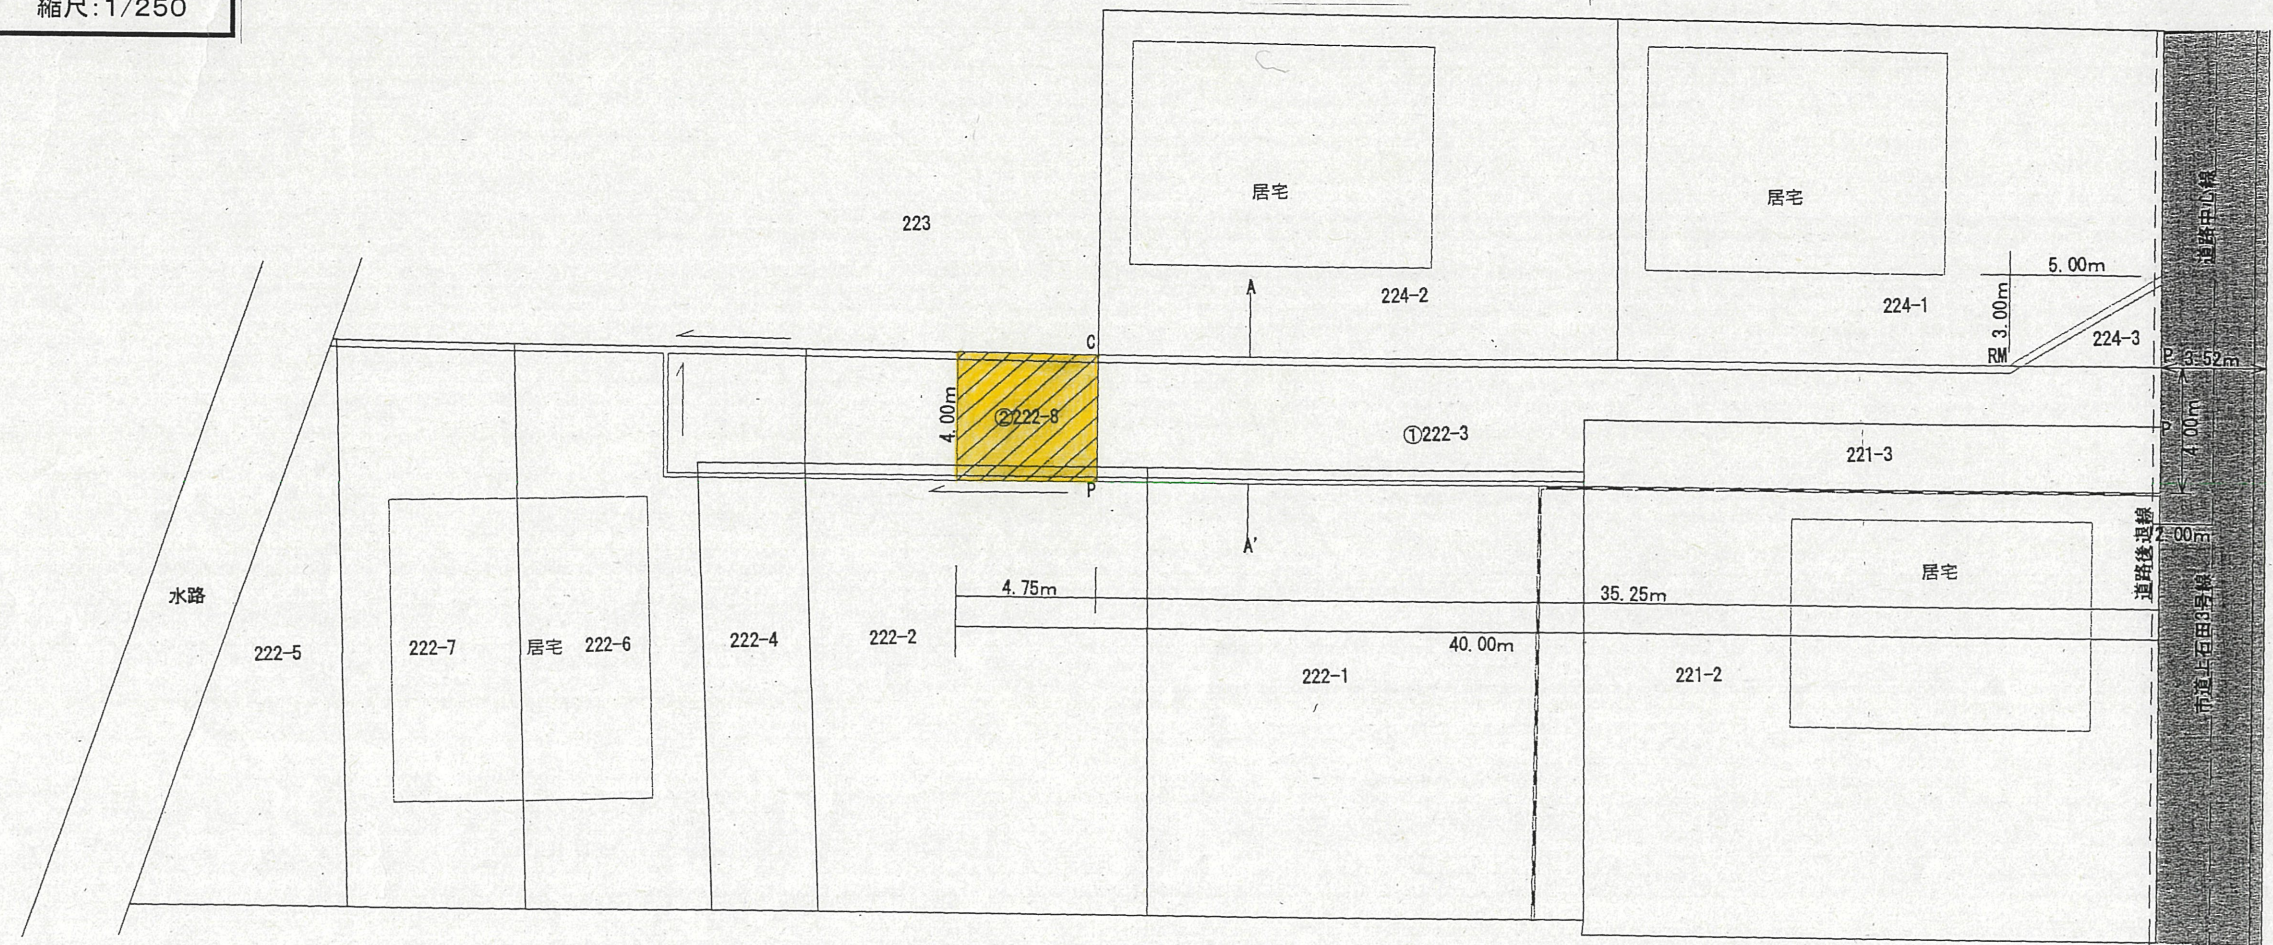 縮尺:1/250
居宅
居宅
道路中心線
223
224-2
224-1
5.00m
3.00m
224-3
A
C
RM
P
3.52m
4.00m
②222-8
①222-3
221-3
P
4.00m
P
A'
道路後退線
2.00m
水路
4.75m
35.25m
居宅
222-5
222-7
居宅
222-6
222-4
222-2
40.00m
222-1
221-2
市道上石田3号線